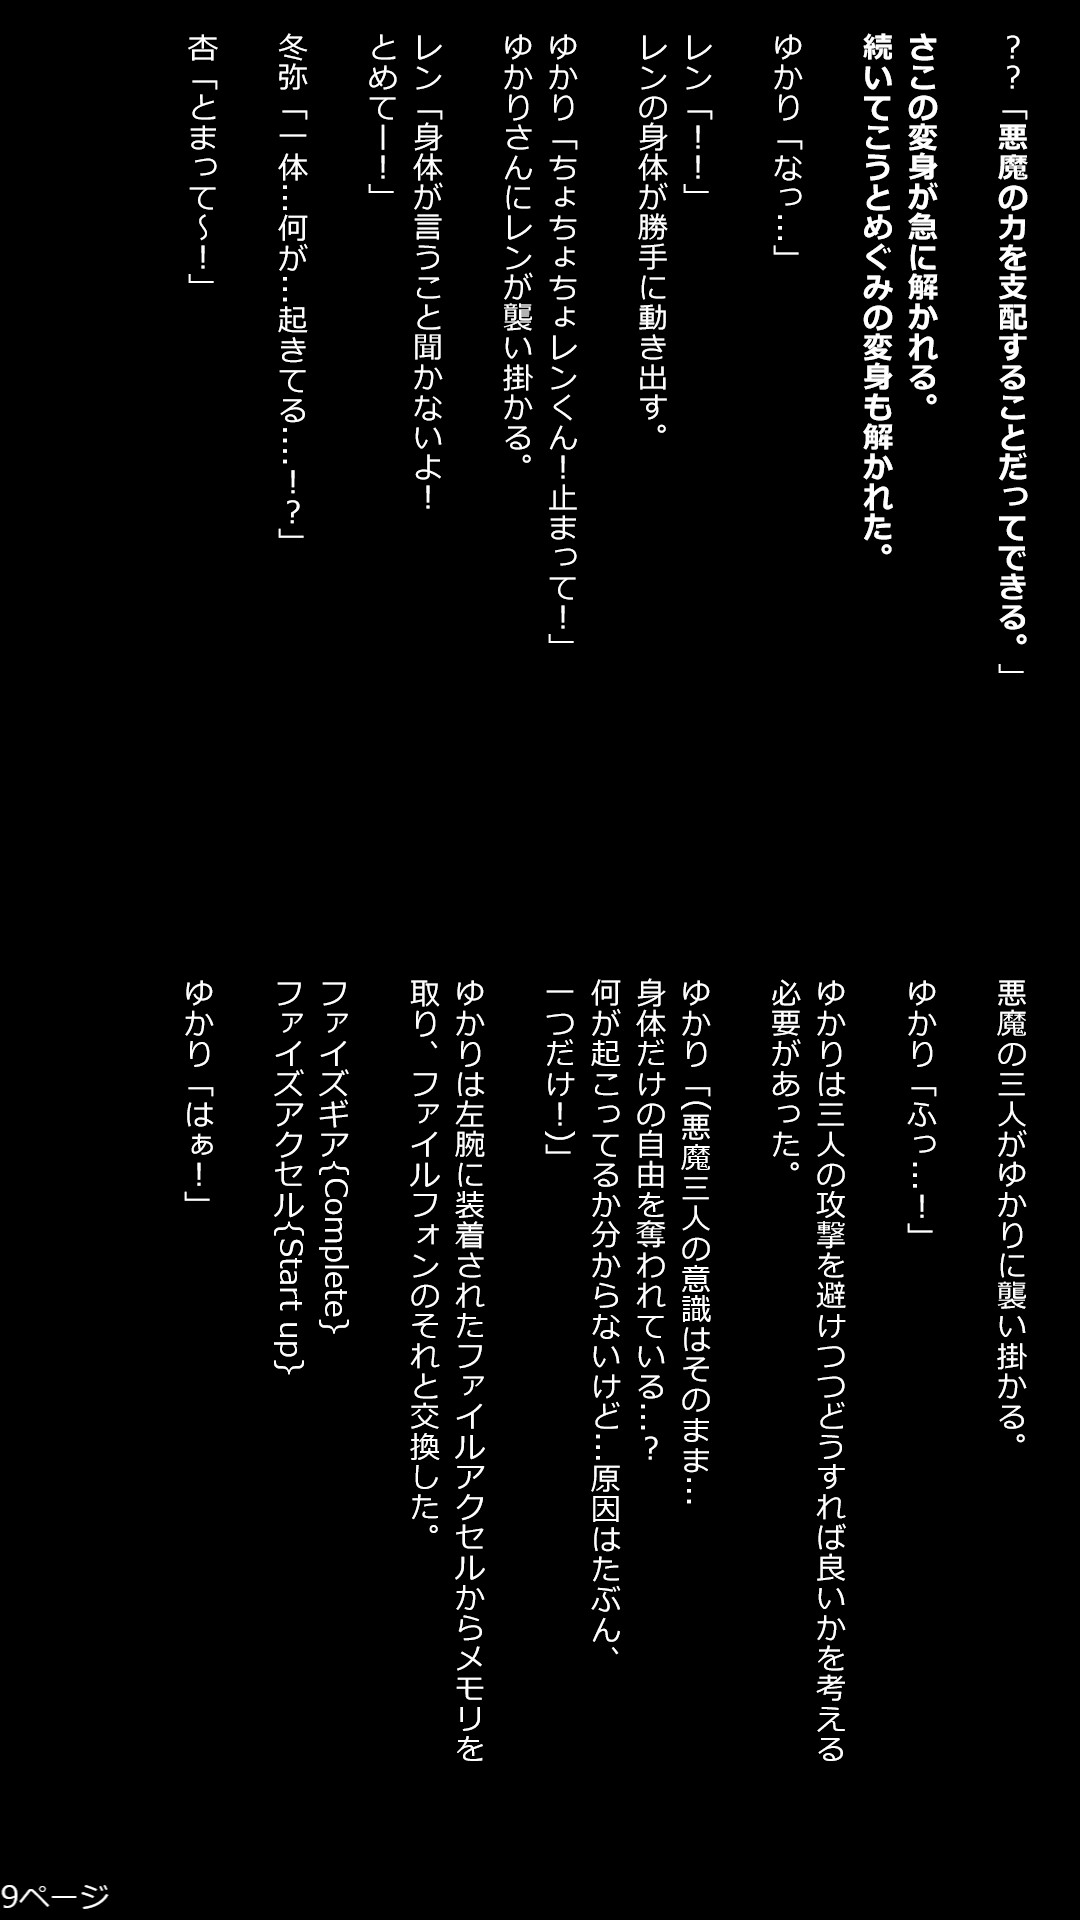 ？？「悪魔の力を支配することだってできる。」
さこの変身が急に解かれる。
続いてこうとめぐみの変身も解かれた。
ゆかり「なっ…」
レン「！！」
レンの身体が勝手に動き出す。
ゆかり「ちょちょちょレンくん！止まって！」
ゆかりさんにレンが襲い掛かる。
レン「身体が言うこと聞かないよ！
とめてー！」
冬弥「一体…何が…起きてる……！？」
杏「とまって～！」
悪魔の三人がゆかりに襲い掛かる。
ゆかり「ふっ…！」
ゆかりは三人の攻撃を避けつつどうすれば良いかを考える
必要があった。
ゆかり「(悪魔三人の意識はそのまま…
身体だけの自由を奪われている…？
何が起こってるか分からないけど…原因はたぶん、
一つだけ！)」
ゆかりは左腕に装着されたファイルアクセルからメモリを
取り、ファイルフォンのそれと交換した。
ファイズギア{Complete}
ファイズアクセル{Start up}
ゆかり「はぁ！」
9ページ